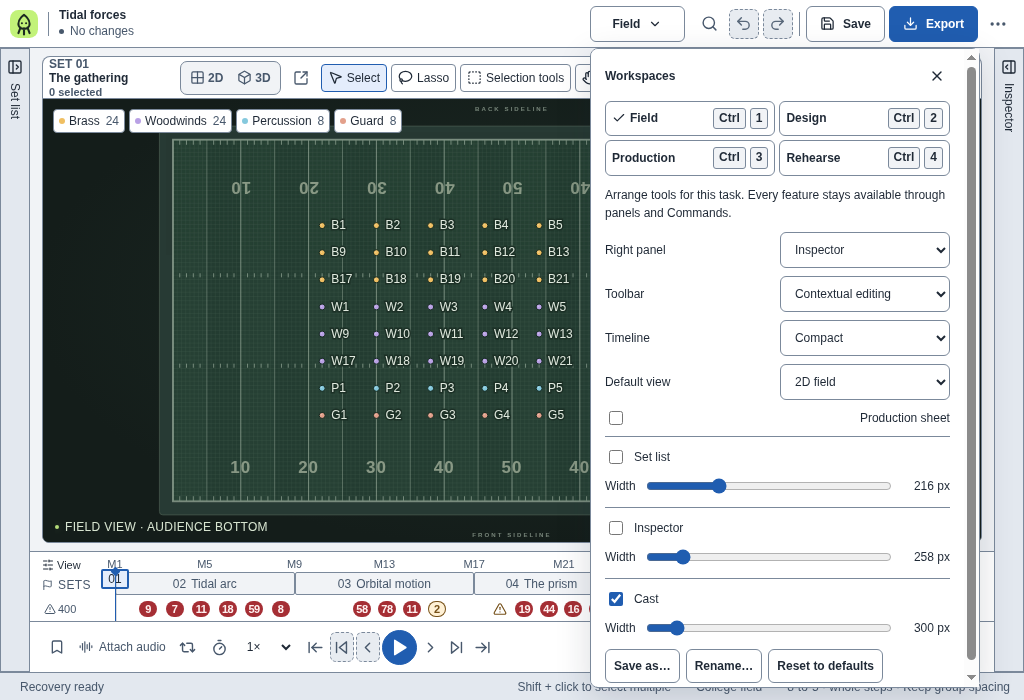 Tidal forces
No changes
Field
Save
Export
Set list
SET 01
The gathering
0 selected
2D
3D
Select
Lasso
Selection tools
Inspector
Brass 24
Woodwinds 24
Percussion 8
Guard 8
BACK SIDELINE
10 20 30 40 50 40
B1 B2 B3 B4 B5
B9 B10 B11 B12 B13
B17 B18 B19 B20 B21
W1 W2 W3 W4 W5
W9 W10 W11 W12 W13
W17 W18 W19 W20 W21
P1 P2 P3 P4 P5
G1 G2 G3 G4 G5
10 20 30 40 50 40
FIELD VIEW · AUDIENCE BOTTOM
FRONT SIDELINE
Workspaces
Field Ctrl 1
Design Ctrl 2
Production Ctrl 3
Rehearse Ctrl 4
Arrange tools for this task. Every feature stays available through
panels and Commands.
Right panel Inspector
Toolbar Contextual editing
Timeline Compact
Default view 2D field
Production sheet
Set list
Width 216 px
Inspector
Width 258 px
Cast
Width 300 px
Save as…
Rename…
Reset to defaults
View
M1 M5 M9 M13 M17 M21
SETS
01
02 Tidal arc
03 Orbital motion
04 The prism
400
9 7 11 18 59 8 58 78 11 2 19 44 16
Attach audio
1×
Recovery ready
Shift + click to select multiple
College field
8 to 5 · whole steps · Keep group spacing